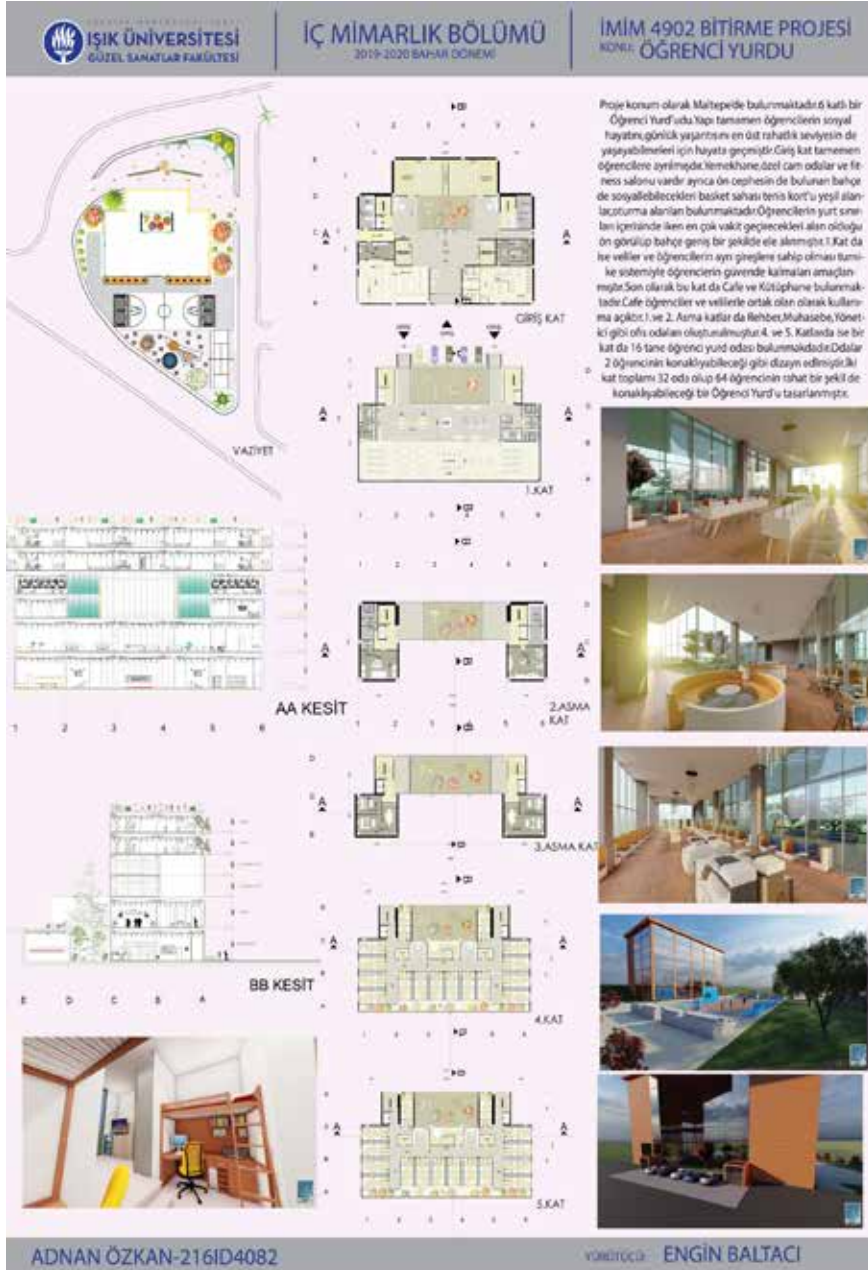 IŞIK ÜNİVERSİTESİ
GÜZEL SANATLAR FAKÜLTESİ
İÇ MİMARLIK BÖLÜMÜ
2019-2020 BAHAR DÖNEMİ
İMİM 4902 BİTİRME PROJESİ
KONU: ÖĞRENCİ YURDU
Proje konum olarak Maltepe'de bulunmaktadır.6 katlı bir
Öğrenci Yurd'udu.Yapı tamamen öğrencilerin sosyal
hayatını,günlük yaşantısını en üst rahatlık seviyesin de
yaşayabilmeleri için hayata geçmiştir.Giriş kat tamemen
öğrencilere ayrılmışdır.Yemekhane,özel cam odalar ve fit-
ness salonu vardır ayrıca ön cephesin de bulunan bahçe
de sosyallebilecekleri basket sahası tenis kort'u yeşil alan-
lar,oturma alanları bulunmaktadır.Öğrencilerin yurt sınır-
ları içerisinde iken en çok vakit geçirecekleri alan olduğu
ön görülüp bahçe geniş bir şekilde ele alınmıştır.1.Kat da
ise veliler ve öğrencilerin ayrı girişlere sahip olması turni-
ke sistemiyle öğrencilerin güvende kalmaları amaçlan-
mıştır.Son olarak bu kat da Cafe ve Kütüphane bulunmak-
tadır.Cafe öğrenciler ve velilerle ortak olan olarak kullanı-
ma açıktır.1. ve 2. Asma katlar da Rehber,Muhasebe,Yönet-
ici gibi ofis odaları oluşturulmuştur.4. ve 5. Katlarda ise bir
kat da 16 tane öğrenci yurd odası bulunmakdadır.Odalar
2 öğrencinin konaklıyabileceği gibi dizayn edilmiştir.İki
kat toplamı 32 oda olup 64 öğrencinin rahat bir şekil de
konaklıyabileceği bir Öğrenci Yurd'u tasarlanmıştır.
VAZİYET
GİRİŞ KAT
1.KAT
AA KESİT
2.ASMA
KAT
3.ASMA KAT
BB KESİT
4.KAT
5.KAT
ADNAN ÖZKAN-216ID4082
YÜRÜTÜCÜ: ENGİN BALTACI